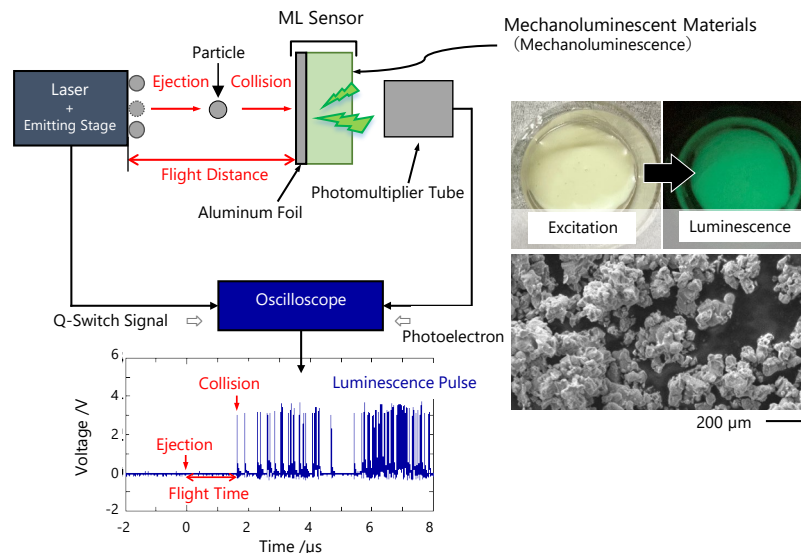 ML Sensor
Mechanoluminescent Materials
（Mechanoluminescence）
Particle
Ejection
Collision
Laser
+
Emitting Stage
Flight Distance
Photomultiplier Tube
Aluminum Foil
Excitation
Luminescence
Oscilloscope
Q-Switch Signal
Photoelectron
200 μm
6
4
2
0
-2
Voltage /V
Collision
Luminescence Pulse
Ejection
Flight Time
-2
0
2
4
6
8
Time /μs